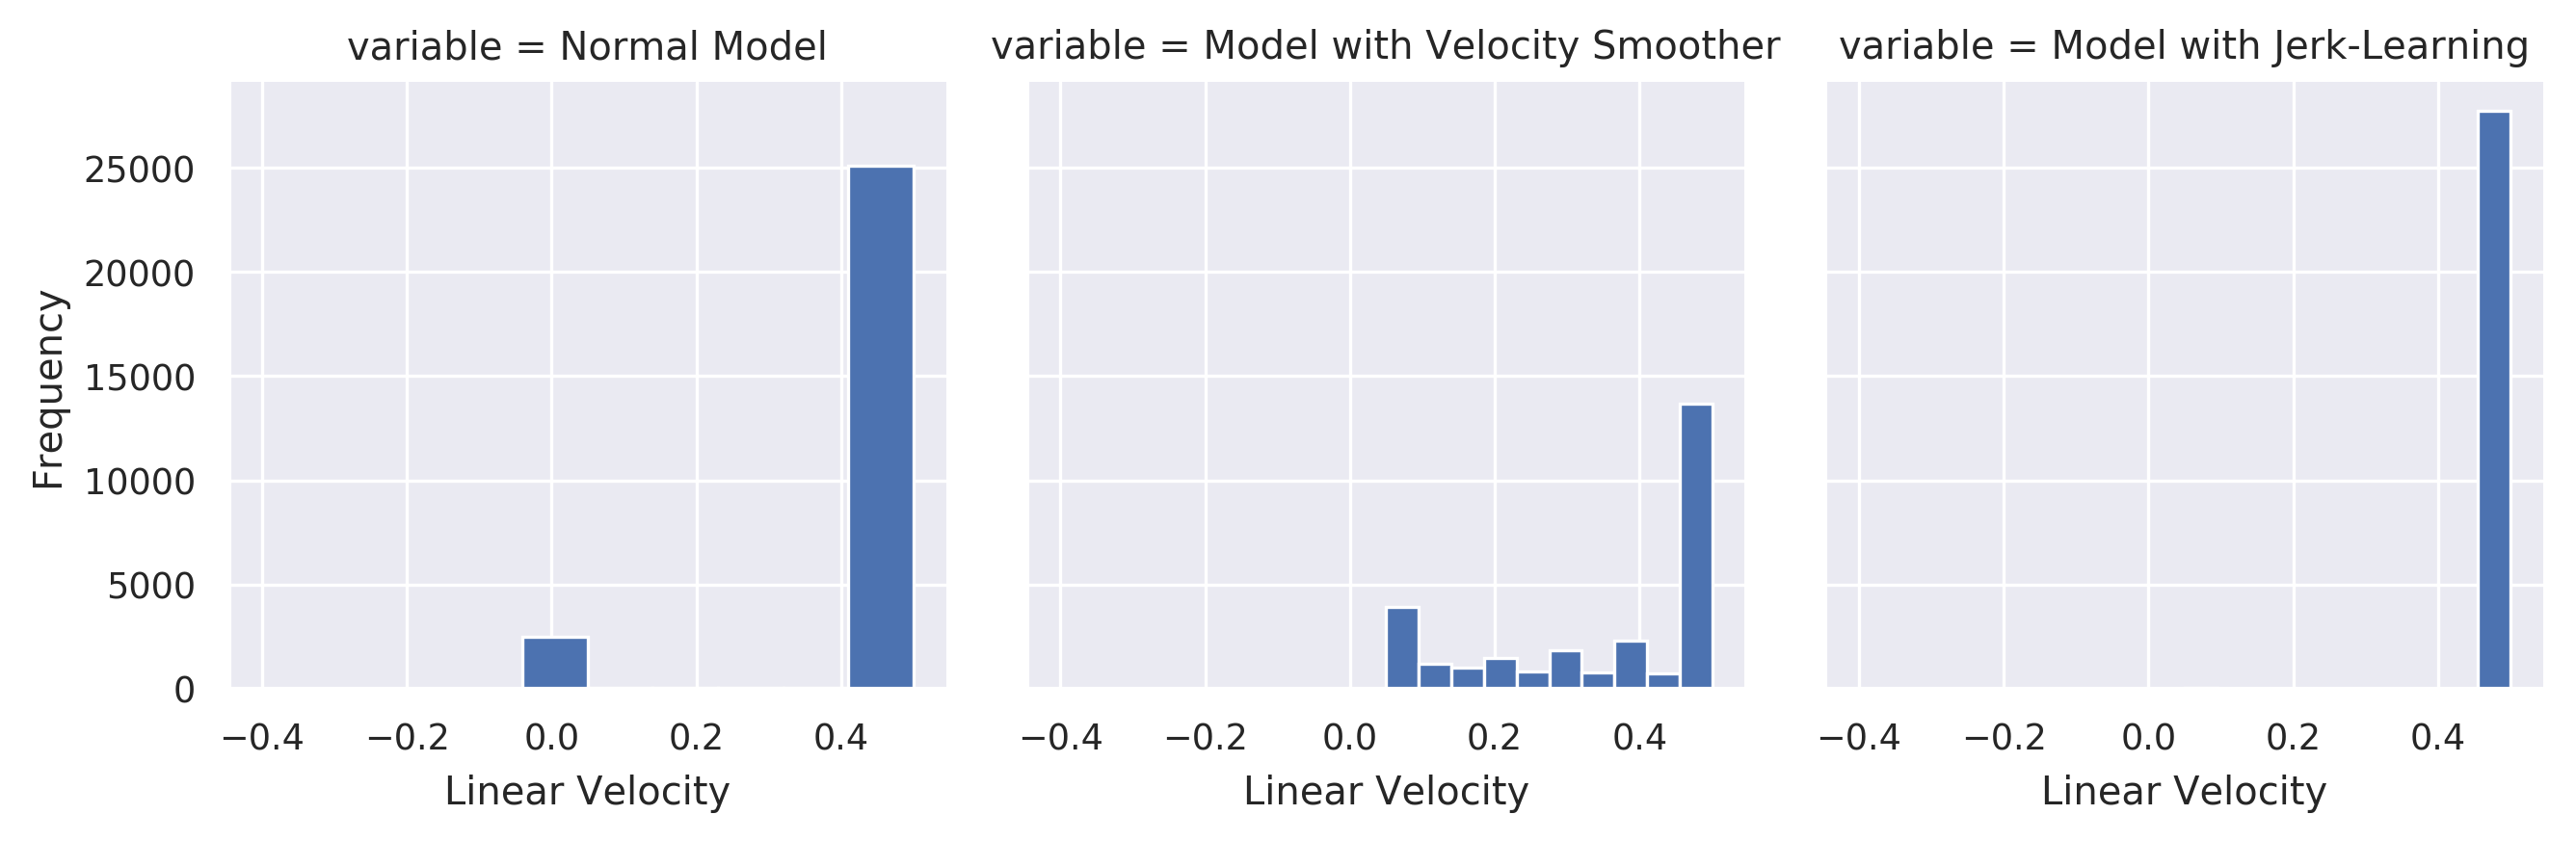 variable = Normal Model
variable = Model with Velocity Smoother
variable = Model with Jerk-Learning
Frequency
25000
20000
15000
10000
5000
0
−0.4 −0.2 0.0 0.2 0.4
−0.4 −0.2 0.0 0.2 0.4
−0.4 −0.2 0.0 0.2 0.4
Linear Velocity
Linear Velocity
Linear Velocity